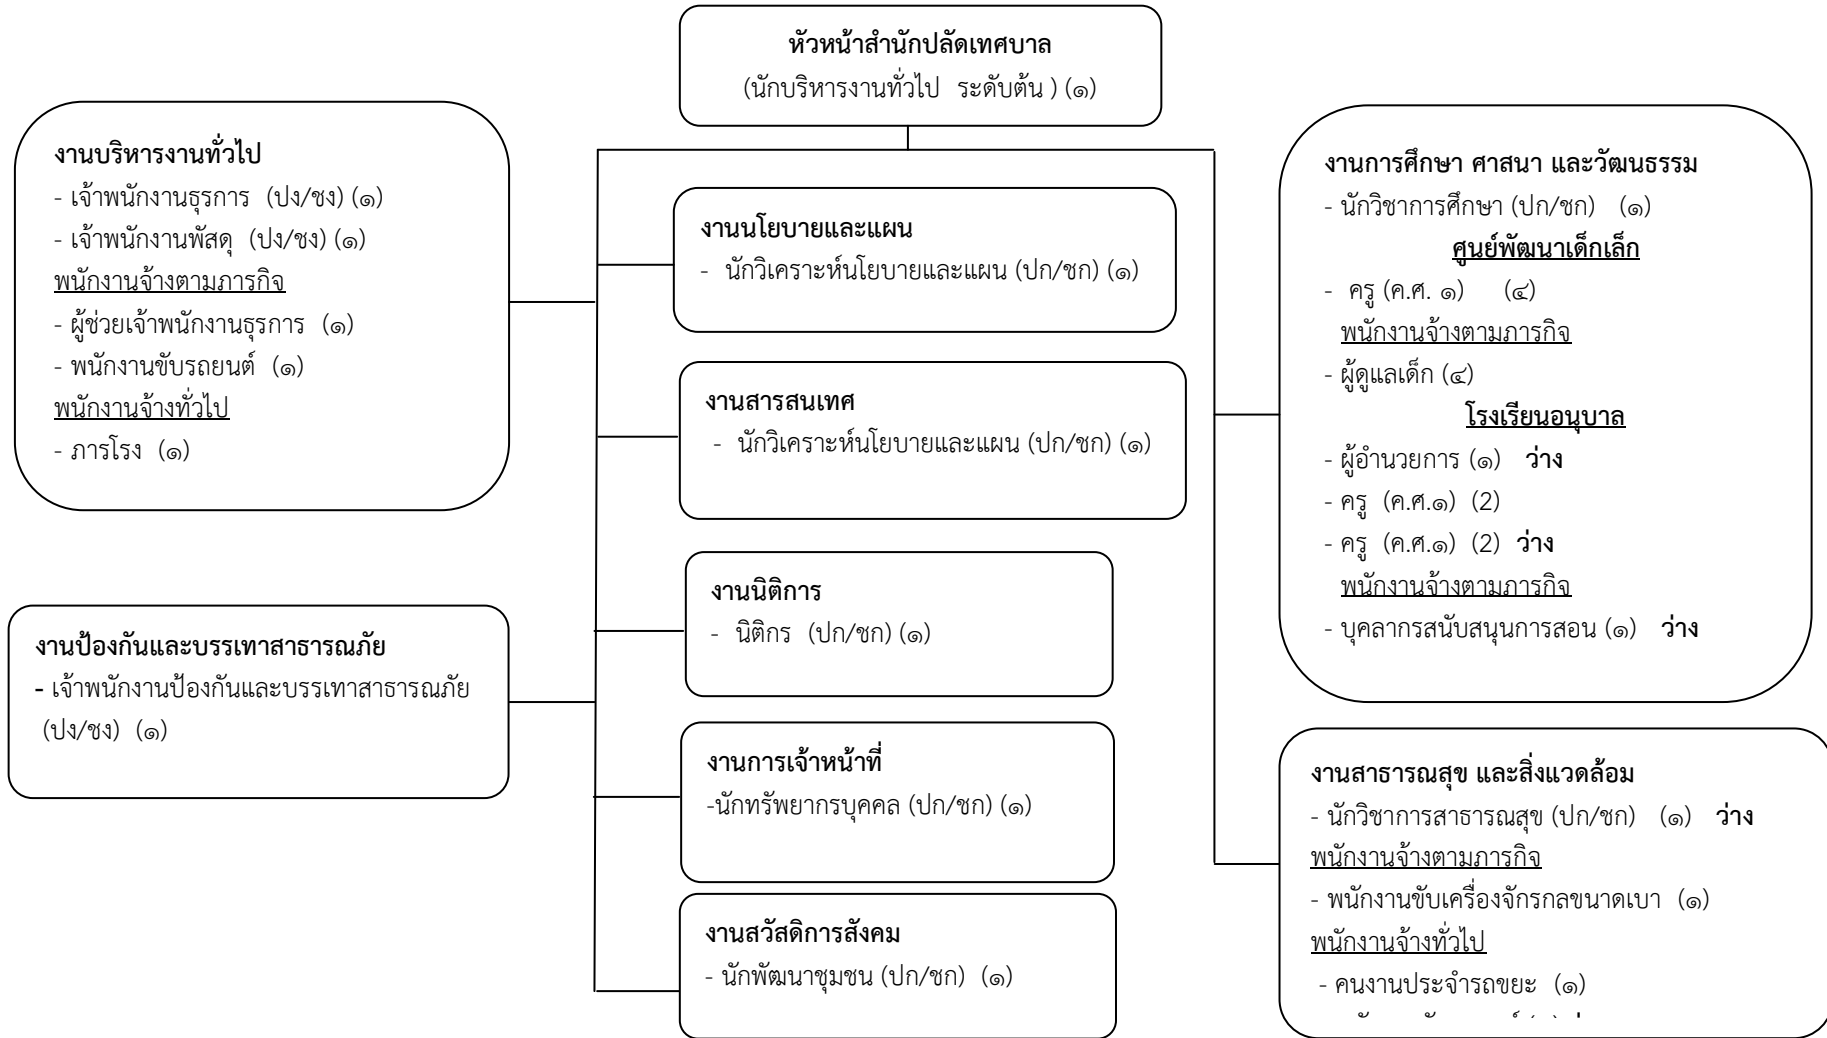 หัวหน้าสำนักปลัดเทศบาล
(นักบริหารงานทั่วไป ระดับต้น ) (๑)
งานบริหารงานทั่วไป
- เจ้าพนักงานธุรการ (ปง/ชง) (๑)
- เจ้าพนักงานพัสดุ (ปง/ชง) (๑)
พนักงานจ้างตามภารกิจ
- ผู้ช่วยเจ้าพนักงานธุรการ (๑)
- พนักงานขับรถยนต์ (๑)
พนักงานจ้างทั่วไป
- ภารโรง (๑)
งานป้องกันและบรรเทาสาธารณภัย
- เจ้าพนักงานป้องกันและบรรเทาสาธารณภัย
(ปง/ชง) (๑)
งานนโยบายและแผน
- นักวิเคราะห์นโยบายและแผน (ปก/ชก) (๑)
งานสารสนเทศ
- นักวิเคราะห์นโยบายและแผน (ปก/ชก) (๑)
งานนิติการ
- นิติกร (ปก/ชก) (๑)
งานการเจ้าหน้าที่
-นักทรัพยากรบุคคล (ปก/ชก) (๑)
งานสวัสดิการสังคม
- นักพัฒนาชุมชน (ปก/ชก) (๑)
งานการศึกษา ศาสนา และวัฒนธรรม
- นักวิชาการศึกษา (ปก/ชก) (๑)
ศูนย์พัฒนาเด็กเล็ก
- ครู (ค.ศ. ๑) (๔)
พนักงานจ้างตามภารกิจ
- ผู้ดูแลเด็ก (๔)
โรงเรียนอนุบาล
- ผู้อำนวยการ (๑) ว่าง
- ครู (ค.ศ.๑) (2)
- ครู (ค.ศ.๑) (2) ว่าง
พนักงานจ้างตามภารกิจ
- บุคลากรสนับสนุนการสอน (๑) ว่าง
งานสาธารณสุข และสิ่งแวดล้อม
- นักวิชาการสาธารณสุข (ปก/ชก) (๑) ว่าง
พนักงานจ้างตามภารกิจ
- พนักงานขับเครื่องจักรกลขนาดเบา (๑)
พนักงานจ้างทั่วไป
- คนงานประจำรถขยะ (๑)